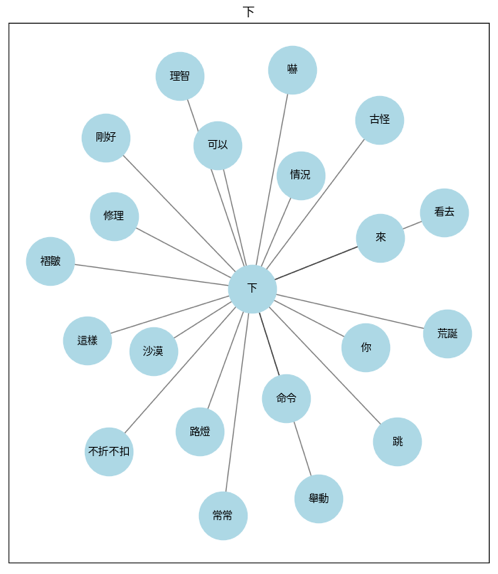 下
理智
嚇
古怪
剛好
可以
情況
看去
修理
來
褶皺
下
荒誕
這樣
沙漠
你
命令
路燈
跳
不折不扣
舉動
常常